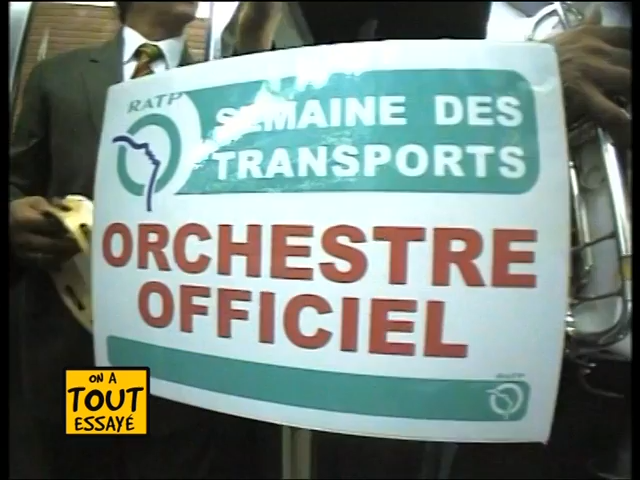 RATP
SEMAINE DES
TRANSPORTS
ORCHESTRE
OFFICIEL
RATP
ON A
TOUT
ESSAYÉ